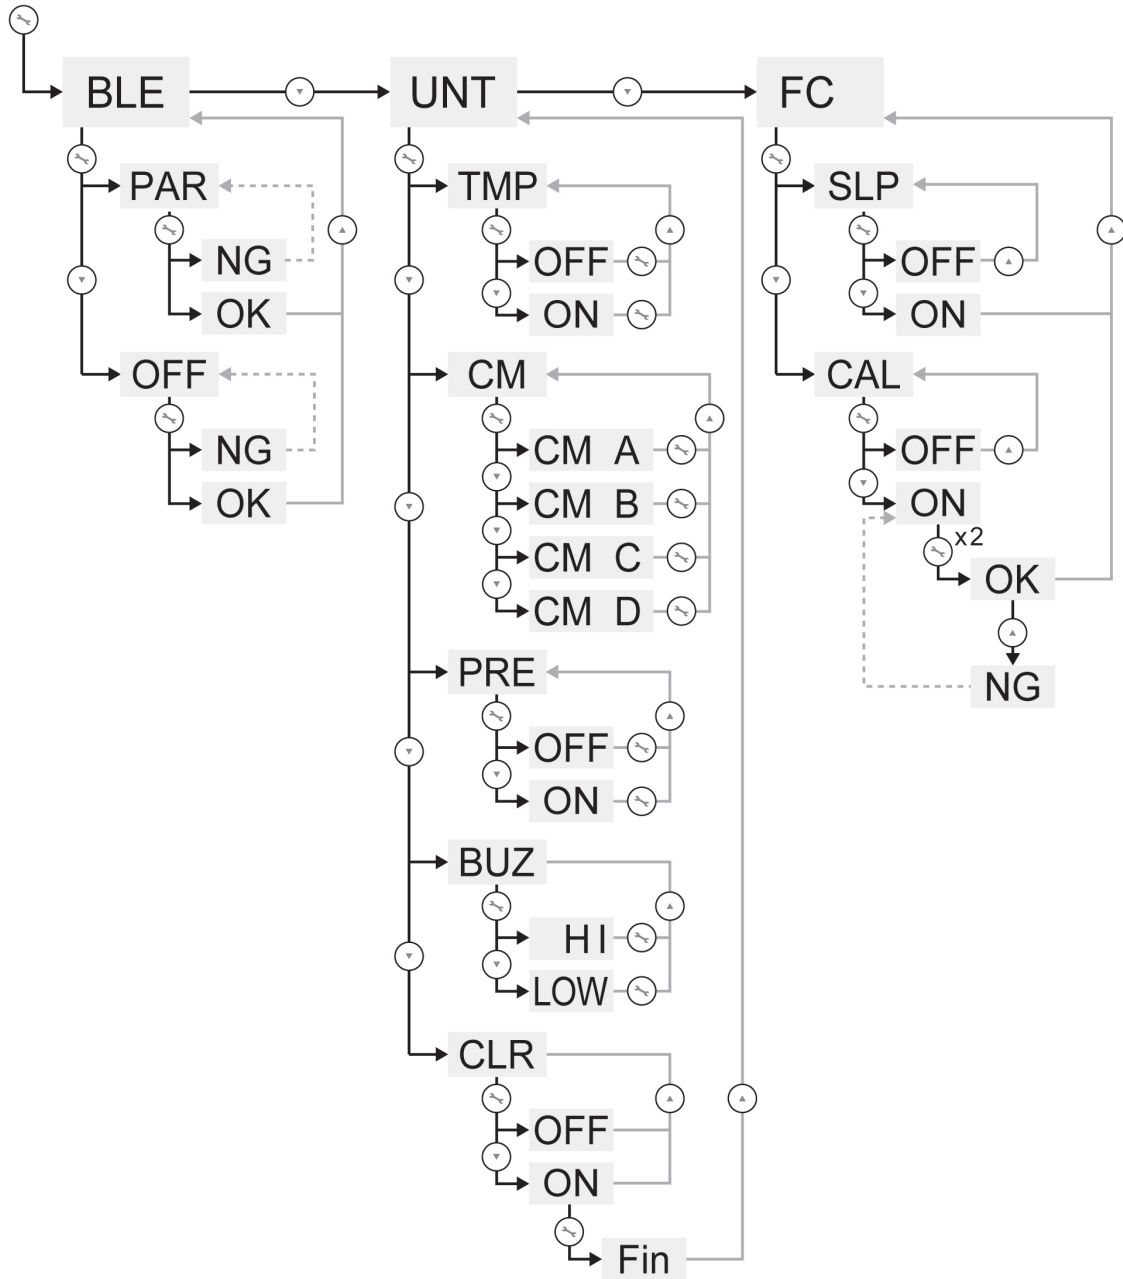 BLE
UNT
FC
PAR
NG
OK
OFF
NG
OK
TMP
OFF
ON
CM
CM A
CM B
CM C
CM D
PRE
OFF
ON
BUZ
HI
LOW
CLR
OFF
ON
Fin
SLP
OFF
ON
CAL
OFF
ON
x2
OK
NG